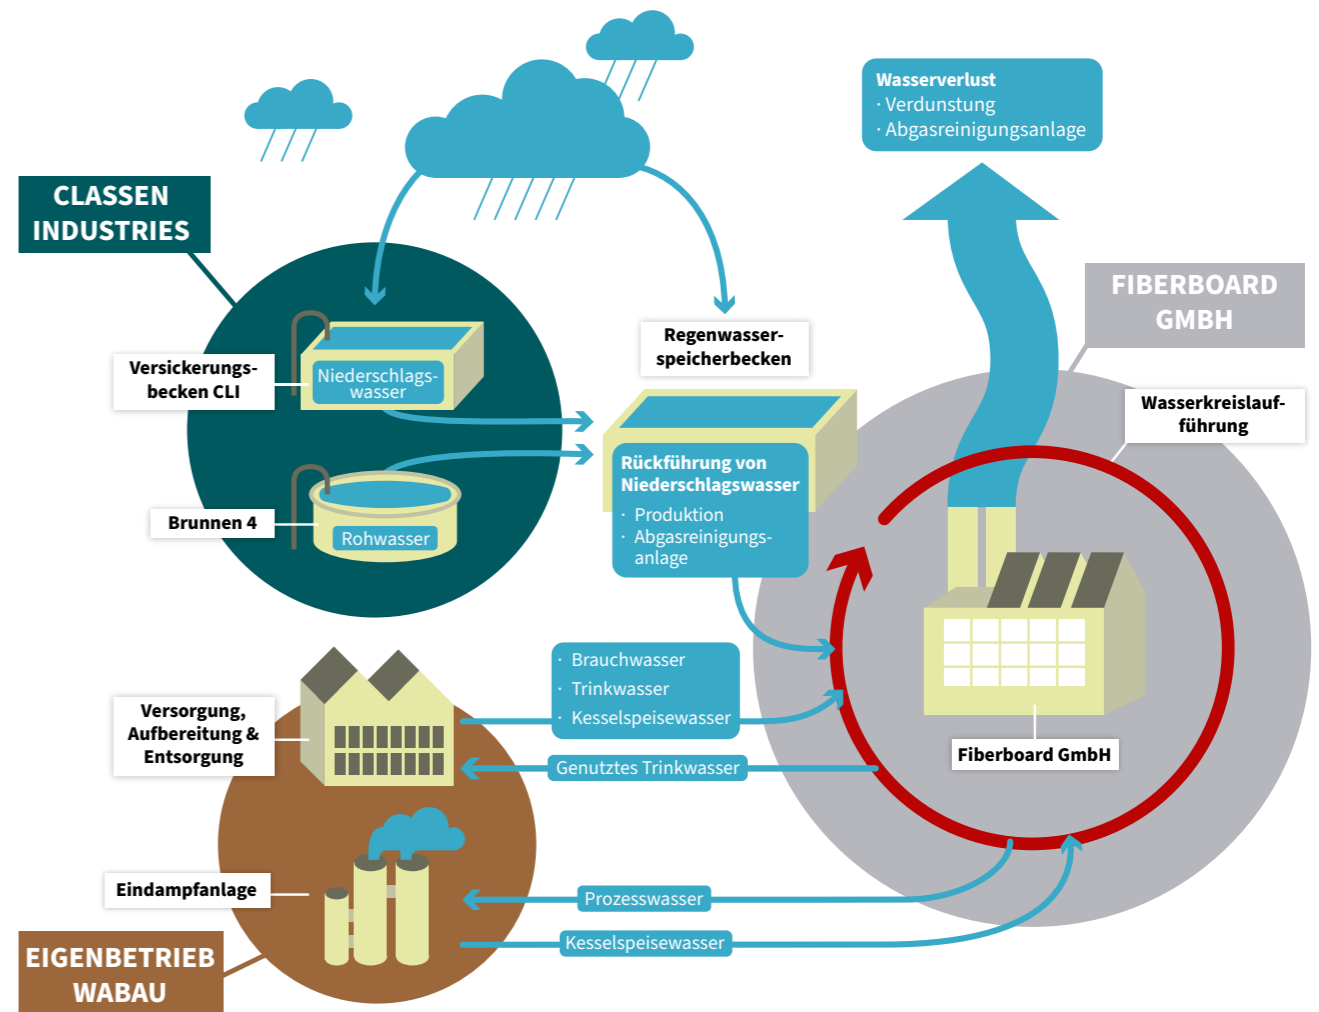 Wasserverlust
· Verdunstung
· Abgasreinigungsanlage
CLASSEN
INDUSTRIES
FIBERBOARD
GMBH
Regenwasser-
speicherbecken
Versickerungs-
becken CLI
Niederschlags-
wasser
Wasserkreislauf-
führung
Rückführung von
Niederschlagswasser
· Produktion
· Abgasreinigungs-
anlage
Brunnen 4
Rohwasser
· Brauchwasser
· Trinkwasser
· Kesselspeisewasser
Versorgung,
Aufbereitung &
Entsorgung
Genutztes Trinkwasser
Fiberboard GmbH
Eindampfanlage
Prozesswasser
Kesselspeisewasser
EIGENBETRIEB
WABAU